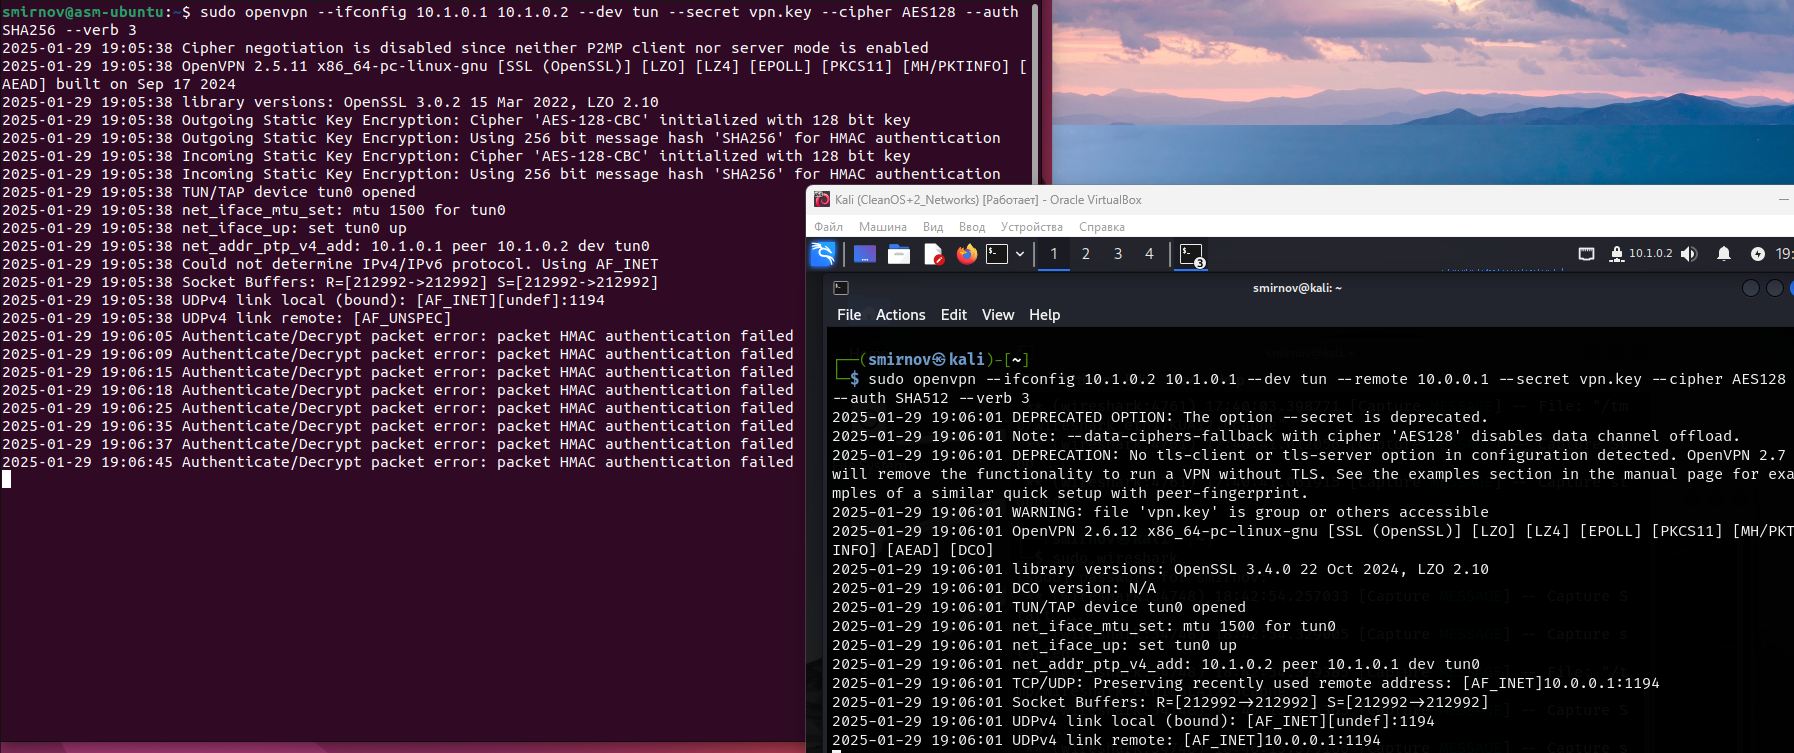 smirnov@asm-ubuntu:~$ sudo openvpn --ifconfig 10.1.0.1 10.1.0.2 --dev tun --secret vpn.key --cipher AES128 --auth
SHA256 --verb 3
2025-01-29 19:05:38 Cipher negotiation is disabled since neither P2MP client nor server mode is enabled
2025-01-29 19:05:38 OpenVPN 2.5.11 x86_64-pc-linux-gnu [SSL (OpenSSL)] [LZO] [LZ4] [EPOLL] [PKCS11] [MH/PKTINFO] [
AEAD] built on Sep 17 2024
2025-01-29 19:05:38 library versions: OpenSSL 3.0.2 15 Mar 2022, LZO 2.10
2025-01-29 19:05:38 Outgoing Static Key Encryption: Cipher 'AES-128-CBC' initialized with 128 bit key
2025-01-29 19:05:38 Outgoing Static Key Encryption: Using 256 bit message hash 'SHA256' for HMAC authentication
2025-01-29 19:05:38 Incoming Static Key Encryption: Cipher 'AES-128-CBC' initialized with 128 bit key
2025-01-29 19:05:38 Incoming Static Key Encryption: Using 256 bit message hash 'SHA256' for HMAC authentication
2025-01-29 19:05:38 TUN/TAP device tun0 opened
2025-01-29 19:05:38 net_iface_mtu_set: mtu 1500 for tun0
2025-01-29 19:05:38 net_iface_up: set tun0 up
2025-01-29 19:05:38 net_addr_ptp_v4_add: 10.1.0.1 peer 10.1.0.2 dev tun0
2025-01-29 19:05:38 Could not determine IPv4/IPv6 protocol. Using AF_INET
2025-01-29 19:05:38 Socket Buffers: R=[212992->212992] S=[212992->212992]
2025-01-29 19:05:38 UDPv4 link local (bound): [AF_INET][undef]:1194
2025-01-29 19:05:38 UDPv4 link remote: [AF_UNSPEC]
2025-01-29 19:06:05 Authenticate/Decrypt packet error: packet HMAC authentication failed
2025-01-29 19:06:09 Authenticate/Decrypt packet error: packet HMAC authentication failed
2025-01-29 19:06:15 Authenticate/Decrypt packet error: packet HMAC authentication failed
2025-01-29 19:06:18 Authenticate/Decrypt packet error: packet HMAC authentication failed
2025-01-29 19:06:25 Authenticate/Decrypt packet error: packet HMAC authentication failed
2025-01-29 19:06:35 Authenticate/Decrypt packet error: packet HMAC authentication failed
2025-01-29 19:06:37 Authenticate/Decrypt packet error: packet HMAC authentication failed
2025-01-29 19:06:45 Authenticate/Decrypt packet error: packet HMAC authentication failed
Kali (CleanOS+2_Networks) [Работает] - Oracle VirtualBox
Файл Машина Вид Ввод Устройства Справка
1 2 3 4 3 10.1.0.2 19:
smirnov@kali: ~
File Actions Edit View Help
┌──(smirnov㉿kali)-[~]
└─$ sudo openvpn --ifconfig 10.1.0.2 10.1.0.1 --dev tun --remote 10.0.0.1 --secret vpn.key --cipher AES128
--auth SHA512 --verb 3
2025-01-29 19:06:01 DEPRECATED OPTION: The option --secret is deprecated.
2025-01-29 19:06:01 Note: --data-ciphers-fallback with cipher 'AES128' disables data channel offload.
2025-01-29 19:06:01 DEPRECATION: No tls-client or tls-server option in configuration detected. OpenVPN 2.7
will remove the functionality to run a VPN without TLS. See the examples section in the manual page for exa
mples of a similar quick setup with peer-fingerprint.
2025-01-29 19:06:01 WARNING: file 'vpn.key' is group or others accessible
2025-01-29 19:06:01 OpenVPN 2.6.12 x86_64-pc-linux-gnu [SSL (OpenSSL)] [LZO] [LZ4] [EPOLL] [PKCS11] [MH/PKT
INFO] [AEAD] [DCO]
2025-01-29 19:06:01 library versions: OpenSSL 3.4.0 22 Oct 2024, LZO 2.10
2025-01-29 19:06:01 DCO version: N/A
2025-01-29 19:06:01 TUN/TAP device tun0 opened
2025-01-29 19:06:01 net_iface_mtu_set: mtu 1500 for tun0
2025-01-29 19:06:01 net_iface_up: set tun0 up
2025-01-29 19:06:01 net_addr_ptp_v4_add: 10.1.0.2 peer 10.1.0.1 dev tun0
2025-01-29 19:06:01 TCP/UDP: Preserving recently used remote address: [AF_INET]10.0.0.1:1194
2025-01-29 19:06:01 Socket Buffers: R=[212992→212992] S=[212992→212992]
2025-01-29 19:06:01 UDPv4 link local (bound): [AF_INET][undef]:1194
2025-01-29 19:06:01 UDPv4 link remote: [AF_INET]10.0.0.1:1194